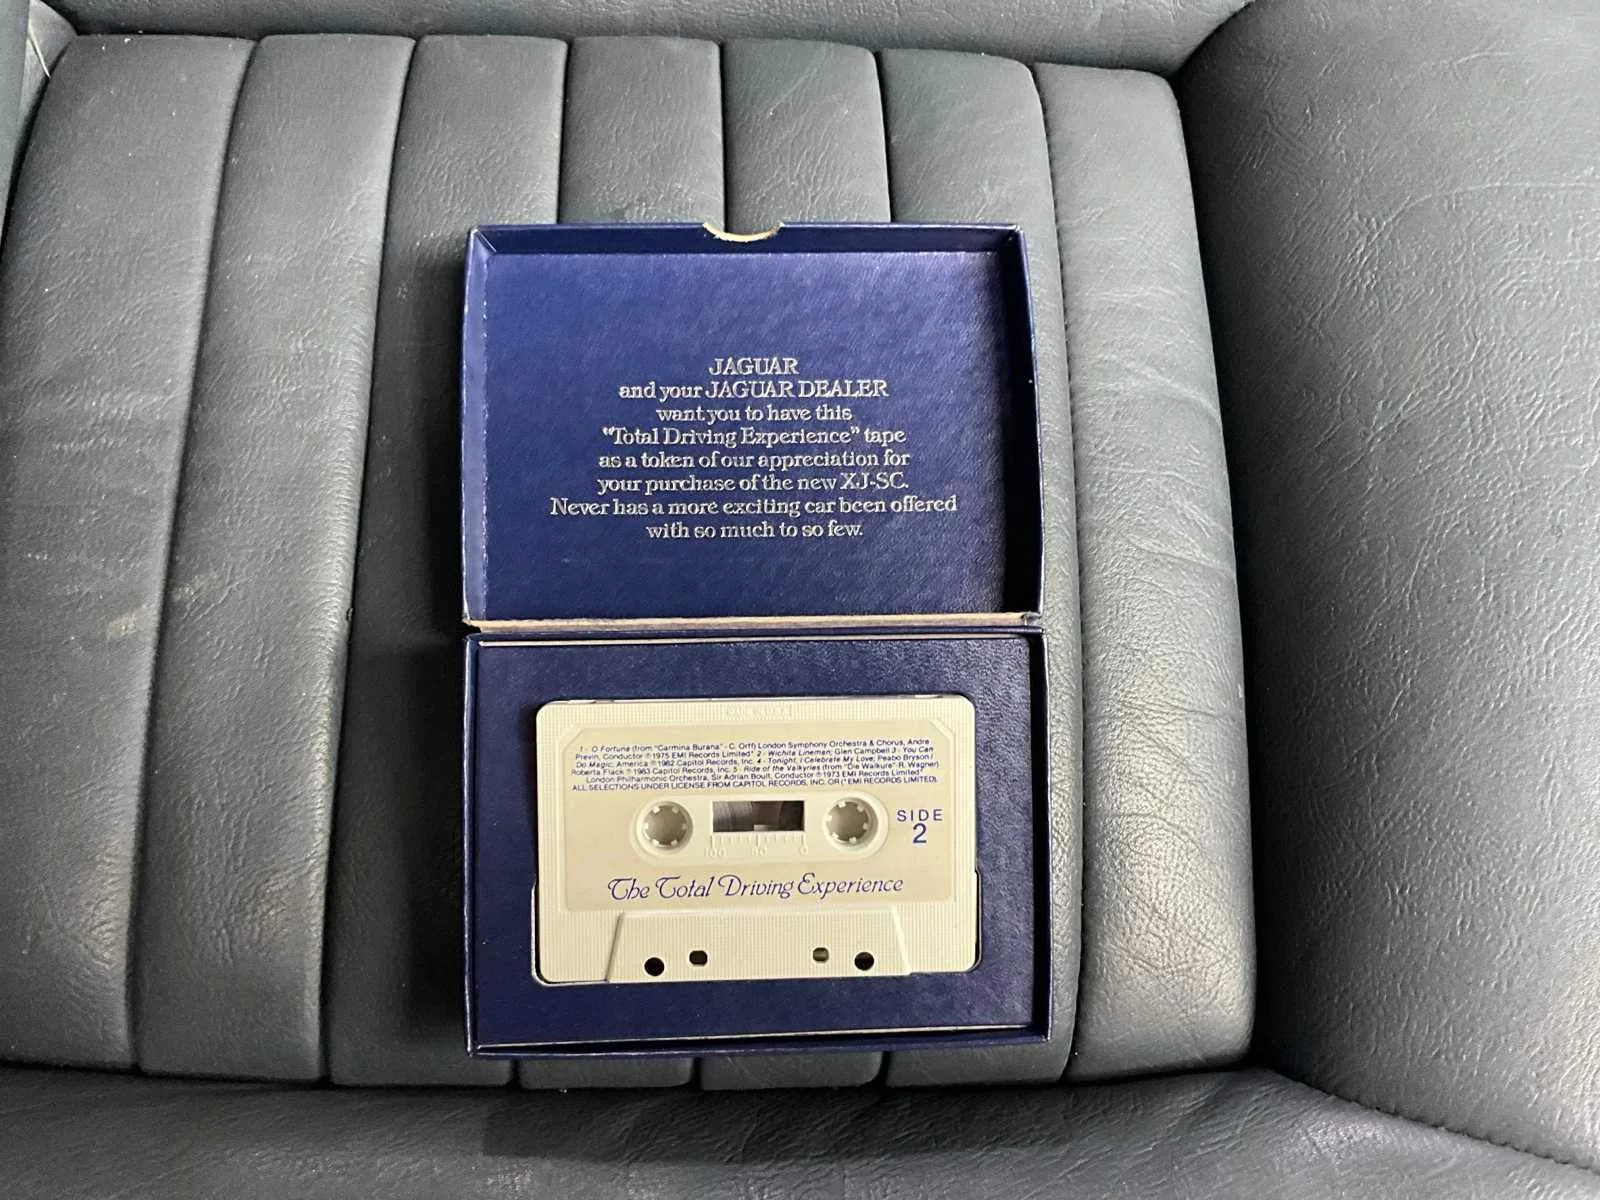 JAGUAR
and your JAGUAR DEALER
want you to have this
"Total Driving Experience" tape
as a token of our appreciation for
your purchase of the new XJ-SC.
Never has a more exciting car been offered
with so much to so few.
1 - O Fortuna (from "Carmina Burana" - C. Orff) London Symphony Orchestra & Chorus, Andre
Previn, Conductor ℗ 1975 EMI Records Limited* 2 - Wichita Lineman; Glen Campbell 3 - You Can
Do Magic; America ℗ 1982 Capitol Records, Inc. 4 - Tonight, I Celebrate My Love; Peabo Bryson /
Roberta Flack ℗ 1983 Capitol Records, Inc. 5 - Ride of the Valkyries (from "Die Walkure" - R. Wagner)
London Philharmonic Orchestra, Sir Adrian Boult, Conductor ℗ 1973 EMI Records Limited*
ALL SELECTIONS UNDER LICENSE FROM CAPITOL RECORDS, INC. OR (* EMI RECORDS LIMITED).
SIDE
2
100 50 0
The Total Driving Experience